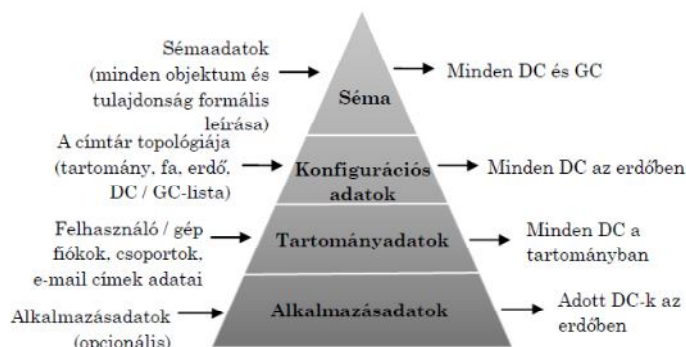 Sémaadatok
(minden objektum és
tulajdonság formális
leírása)
Séma
Minden DC és GC
A címtár topológiája
(tartomány, fa, erdő,
DC / GC-lista)
Konfigurációs
adatok
Minden DC az erdőben
Felhasználó / gép
fiókok, csoportok,
e-mail címek adatai
Tartományadatok
Minden DC a
tartományban
Alkalmazásadatok
(opcionális)
Alkalmazásadatok
Adott DC-k az
erdőben